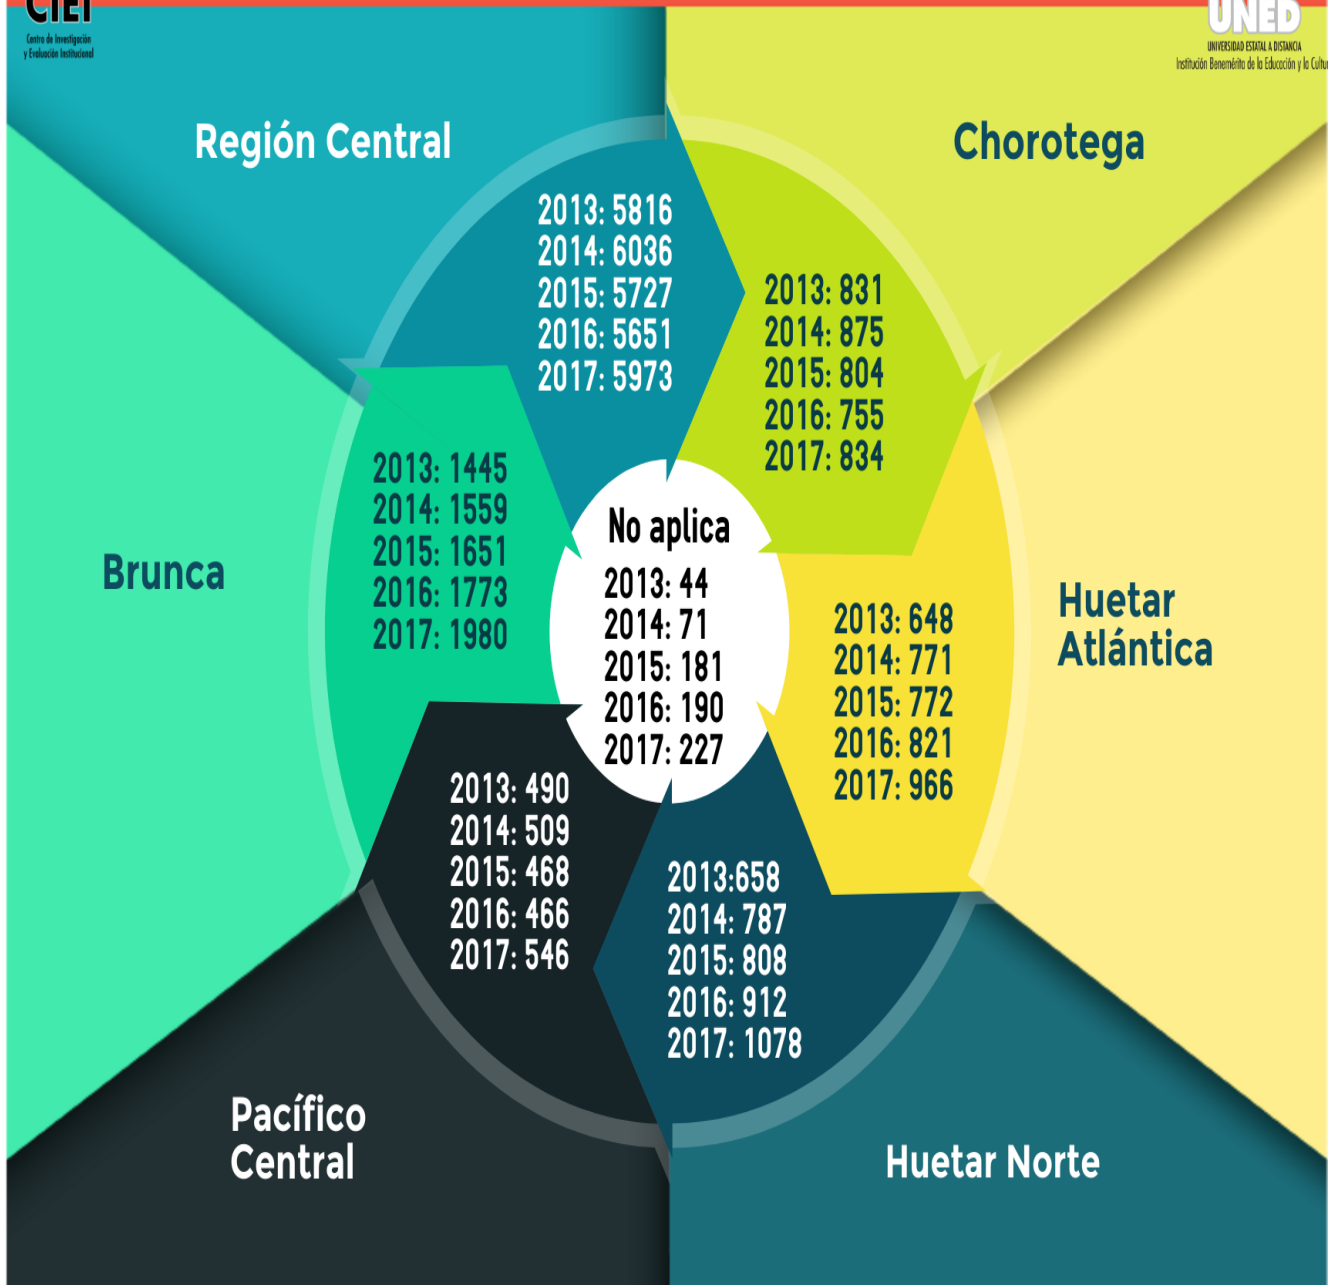 CIEI
Centro de Investigación
y Evaluación Institucional
UNED
UNIVERSIDAD ESTATAL A DISTANCIA
Institución Benemérita de la Educación y la Cultu
Región Central
2013: 5816
2014: 6036
2015: 5727
2016: 5651
2017: 5973
Chorotega
2013: 831
2014: 875
2015: 804
2016: 755
2017: 834
Brunca
2013: 1445
2014: 1559
2015: 1651
2016: 1773
2017: 1980
No aplica
2013: 44
2014: 71
2015: 181
2016: 190
2017: 227
Huetar
Atlántica
2013: 648
2014: 771
2015: 772
2016: 821
2017: 966
Pacífico
Central
2013: 490
2014: 509
2015: 468
2016: 466
2017: 546
Huetar Norte
2013:658
2014: 787
2015: 808
2016: 912
2017: 1078